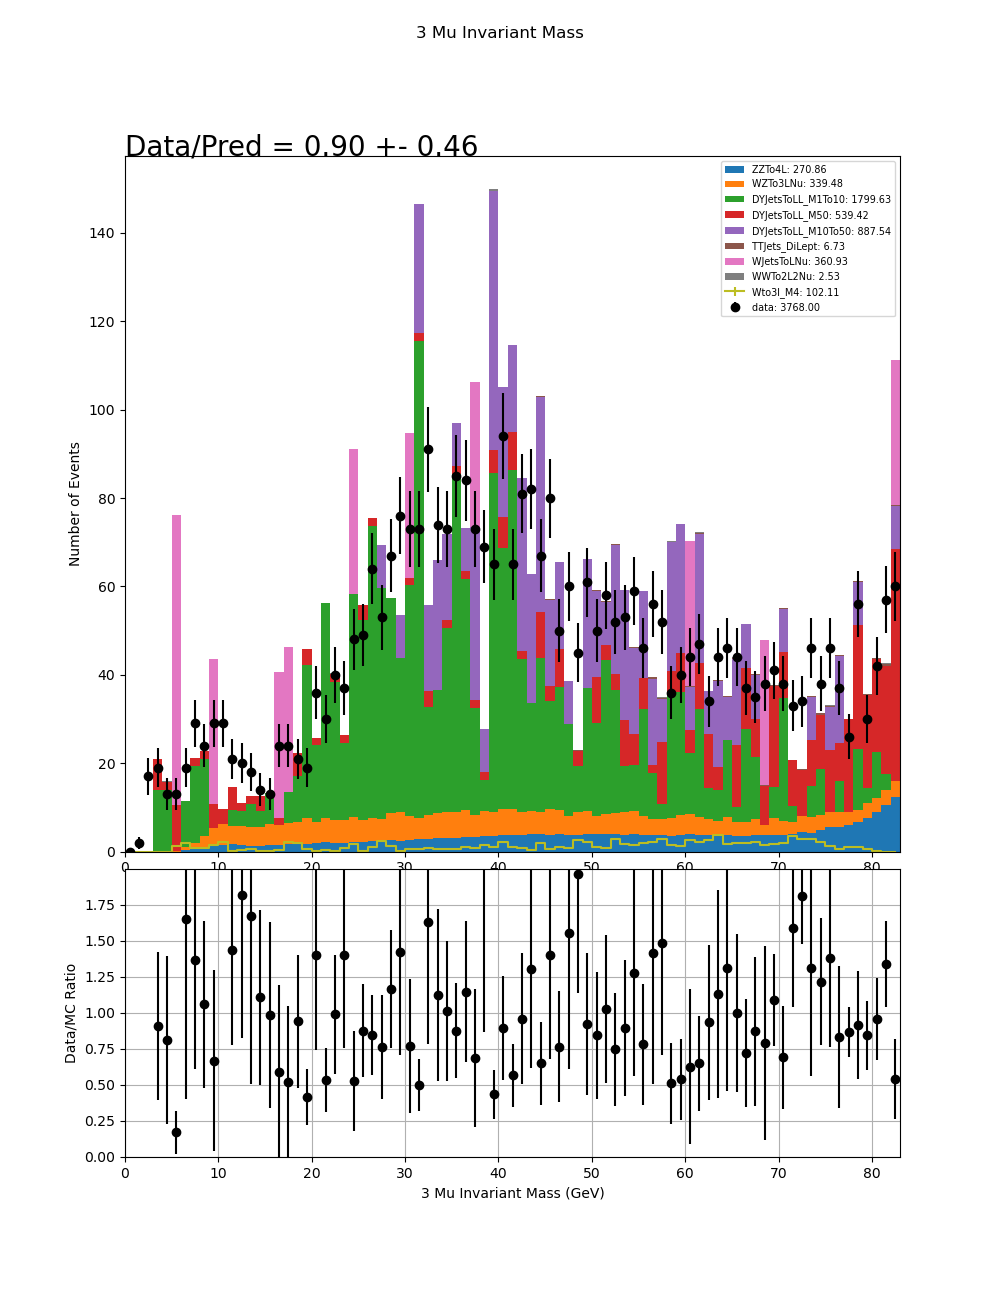 3 Mu Invariant Mass
Data/Pred = 0.90 +- 0.46
ZZTo4L: 270.86
WZTo3LNu: 339.48
DYJetsToLL_M1To10: 1799.63
DYJetsToLL_M50: 539.42
DYJetsToLL_M10To50: 887.54
TTJets_DiLept: 6.73
WJetsToLNu: 360.93
WWTo2L2Nu: 2.53
Wto3l_M4: 102.11
data: 3768.00
Number of Events
140
120
100
80
60
40
20
0
0 10 20 30 40 50 60 70 80
Data/MC Ratio
1.75
1.50
1.25
1.00
0.75
0.50
0.25
0.00
0 10 20 30 40 50 60 70 80
3 Mu Invariant Mass (GeV)